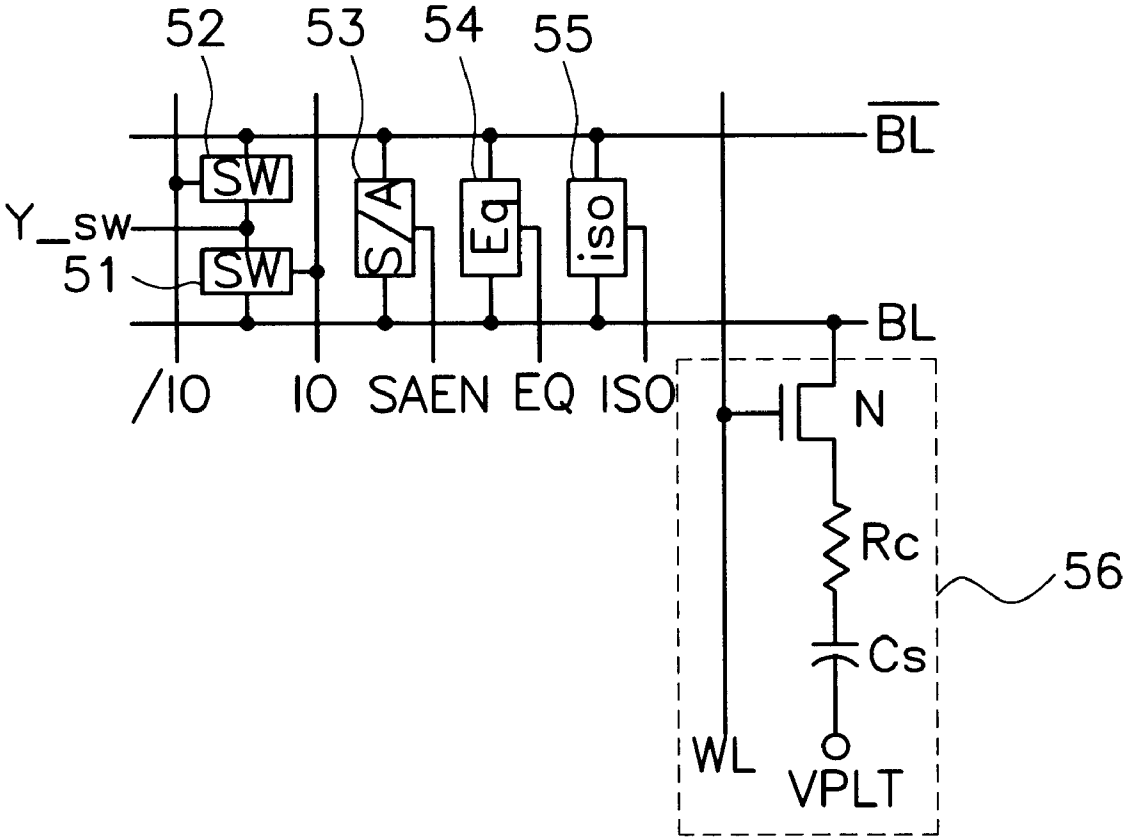 52 53 54 55
B̅L̅
SW
Y_sw
SW
51
S/A
Eq
iso
BL
/IO IO SAEN EQ ISO
N
Rc
56
Cs
WL
VPLT